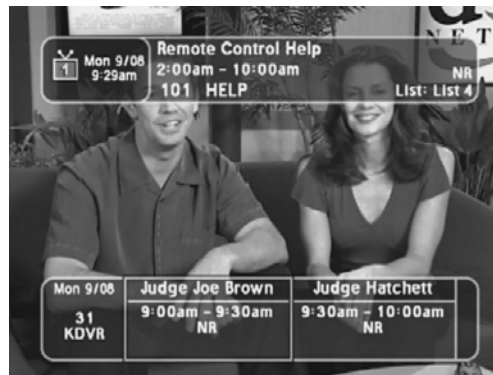 N E T
Mon 9/08
9:29am
1
Remote Control Help
2:00am - 10:00am
NR
101 HELP
List: List 4
Mon 9/08
31
KDVR
Judge Joe Brown
9:00am - 9:30am
NR
Judge Hatchett
9:30am - 10:00am
NR